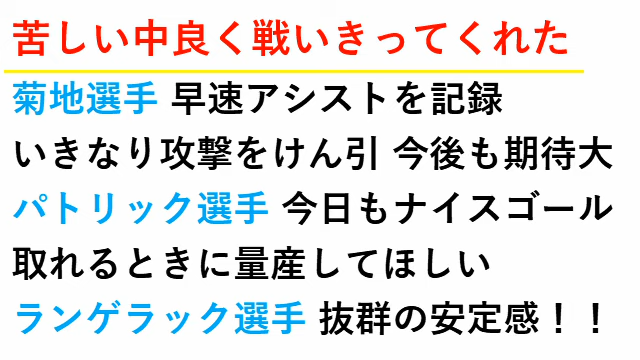 苦しい中良く戦いきってくれた
菊地選手 早速アシストを記録
いきなり攻撃をけん引 今後も期待大
パトリック選手 今日もナイスゴール
取れるときに量産してほしい
ランゲラック選手 抜群の安定感！！